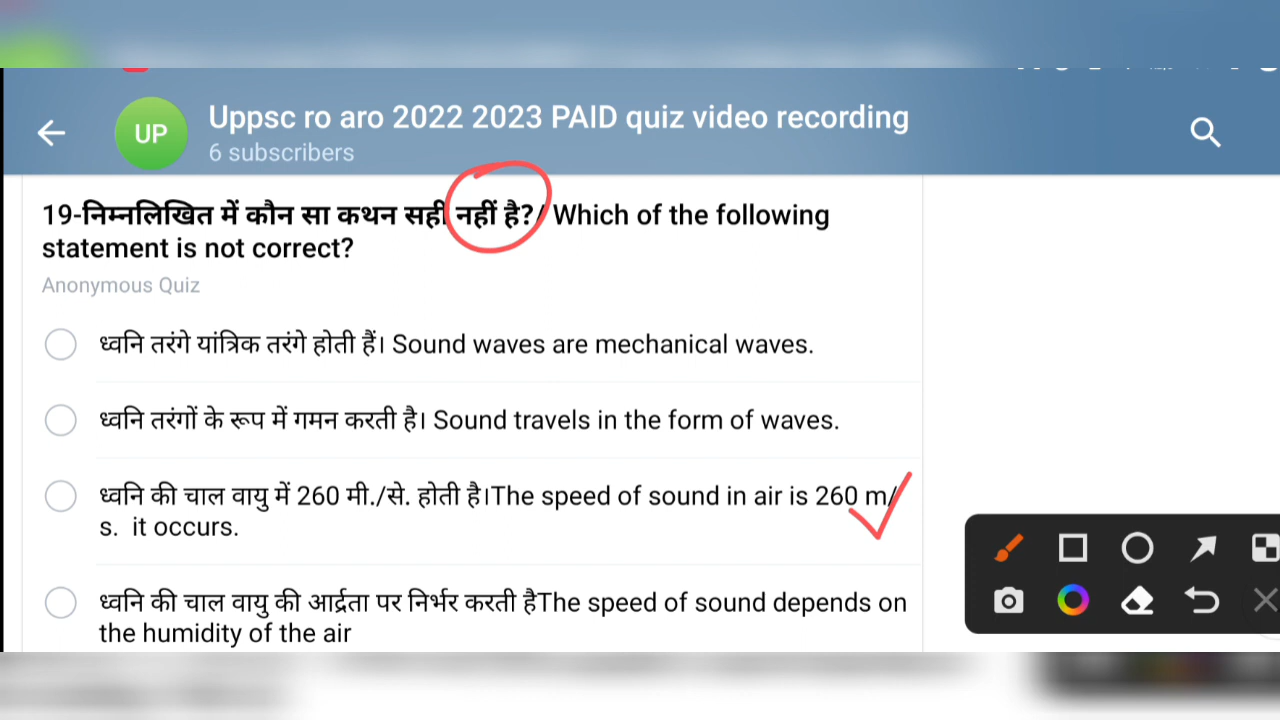 UP
Uppsc ro aro 2022 2023 PAID quiz video recording
6 subscribers
19-निम्नलिखित में कौन सा कथन सही नहीं है?/ Which of the following
statement is not correct?
Anonymous Quiz
ध्वनि तरंगे यांत्रिक तरंगे होती हैं। Sound waves are mechanical waves.
ध्वनि तरंगों के रूप में गमन करती है। Sound travels in the form of waves.
ध्वनि की चाल वायु में 260 मी./से. होती है।The speed of sound in air is 260 m/
s.  it occurs.
ध्वनि की चाल वायु की आर्द्रता पर निर्भर करती हैThe speed of sound depends on
the humidity of the air